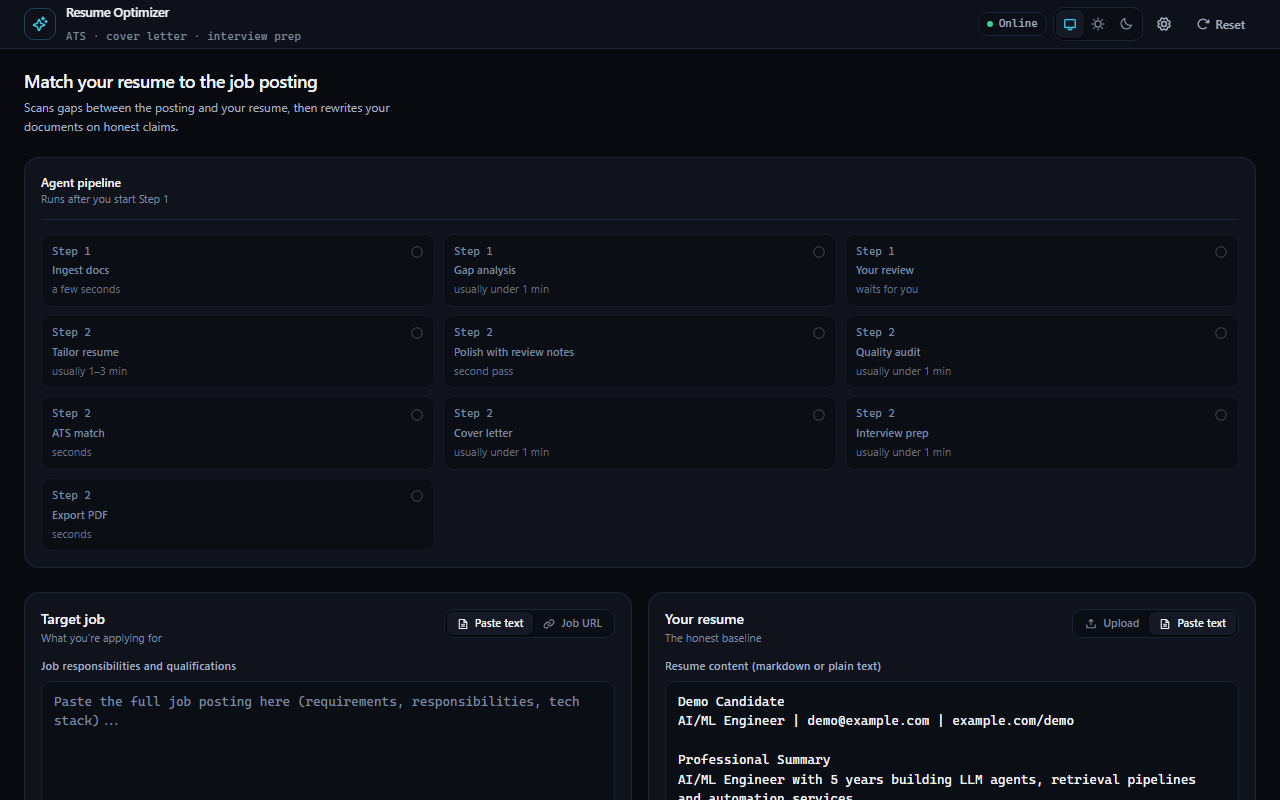 Resume Optimizer
ATS · cover letter · interview prep
Online
Reset
Match your resume to the job posting
Scans gaps between the posting and your resume, then rewrites your
documents on honest claims.
Agent pipeline
Runs after you start Step 1
Step 1
Ingest docs
a few seconds
Step 1
Gap analysis
usually under 1 min
Step 1
Your review
waits for you
Step 2
Tailor resume
usually 1–3 min
Step 2
Polish with review notes
second pass
Step 2
Quality audit
usually under 1 min
Step 2
ATS match
seconds
Step 2
Cover letter
usually under 1 min
Step 2
Interview prep
usually under 1 min
Step 2
Export PDF
seconds
Target job
What you're applying for
Paste text
Job URL
Job responsibilities and qualifications
Paste the full job posting here (requirements, responsibilities, tech
stack)...
Your resume
The honest baseline
Upload
Paste text
Resume content (markdown or plain text)
Demo Candidate
AI/ML Engineer | demo@example.com | example.com/demo
Professional Summary
AI/ML Engineer with 5 years building LLM agents, retrieval pipelines
and automation services